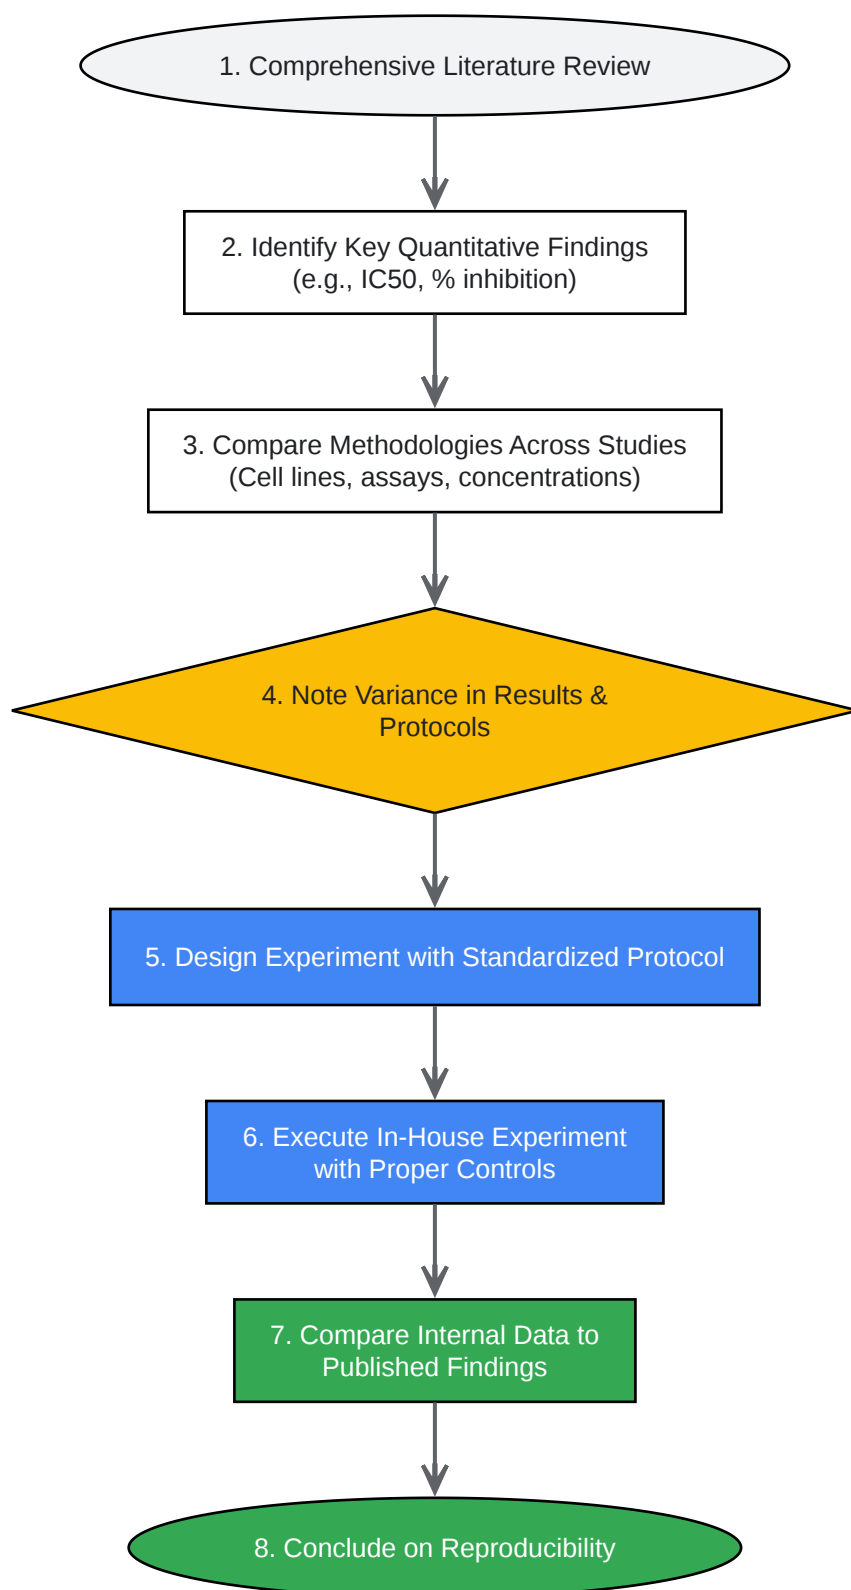 1. Comprehensive Literature Review
2. Identify Key Quantitative Findings
(e.g., IC50, % inhibition)
3. Compare Methodologies Across Studies
(Cell lines, assays, concentrations)
4. Note Variance in Results &
Protocols
5. Design Experiment with Standardized Protocol
6. Execute In-House Experiment
with Proper Controls
7. Compare Internal Data to
Published Findings
8. Conclude on Reproducibility